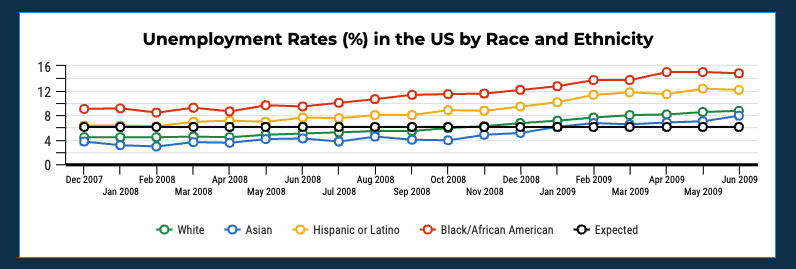 Unemployment Rates (%) in the US by Race and Ethnicity
16
12
8
4
0
Dec 2007 Feb 2008 Apr 2008 Jun 2008 Aug 2008 Oct 2008 Dec 2008 Feb 2009 Apr 2009 Jun 2009
Jan 2008 Mar 2008 May 2008 Jul 2008 Sep 2008 Nov 2008 Jan 2009 Mar 2009 May 2009
White Asian Hispanic or Latino Black/African American Expected